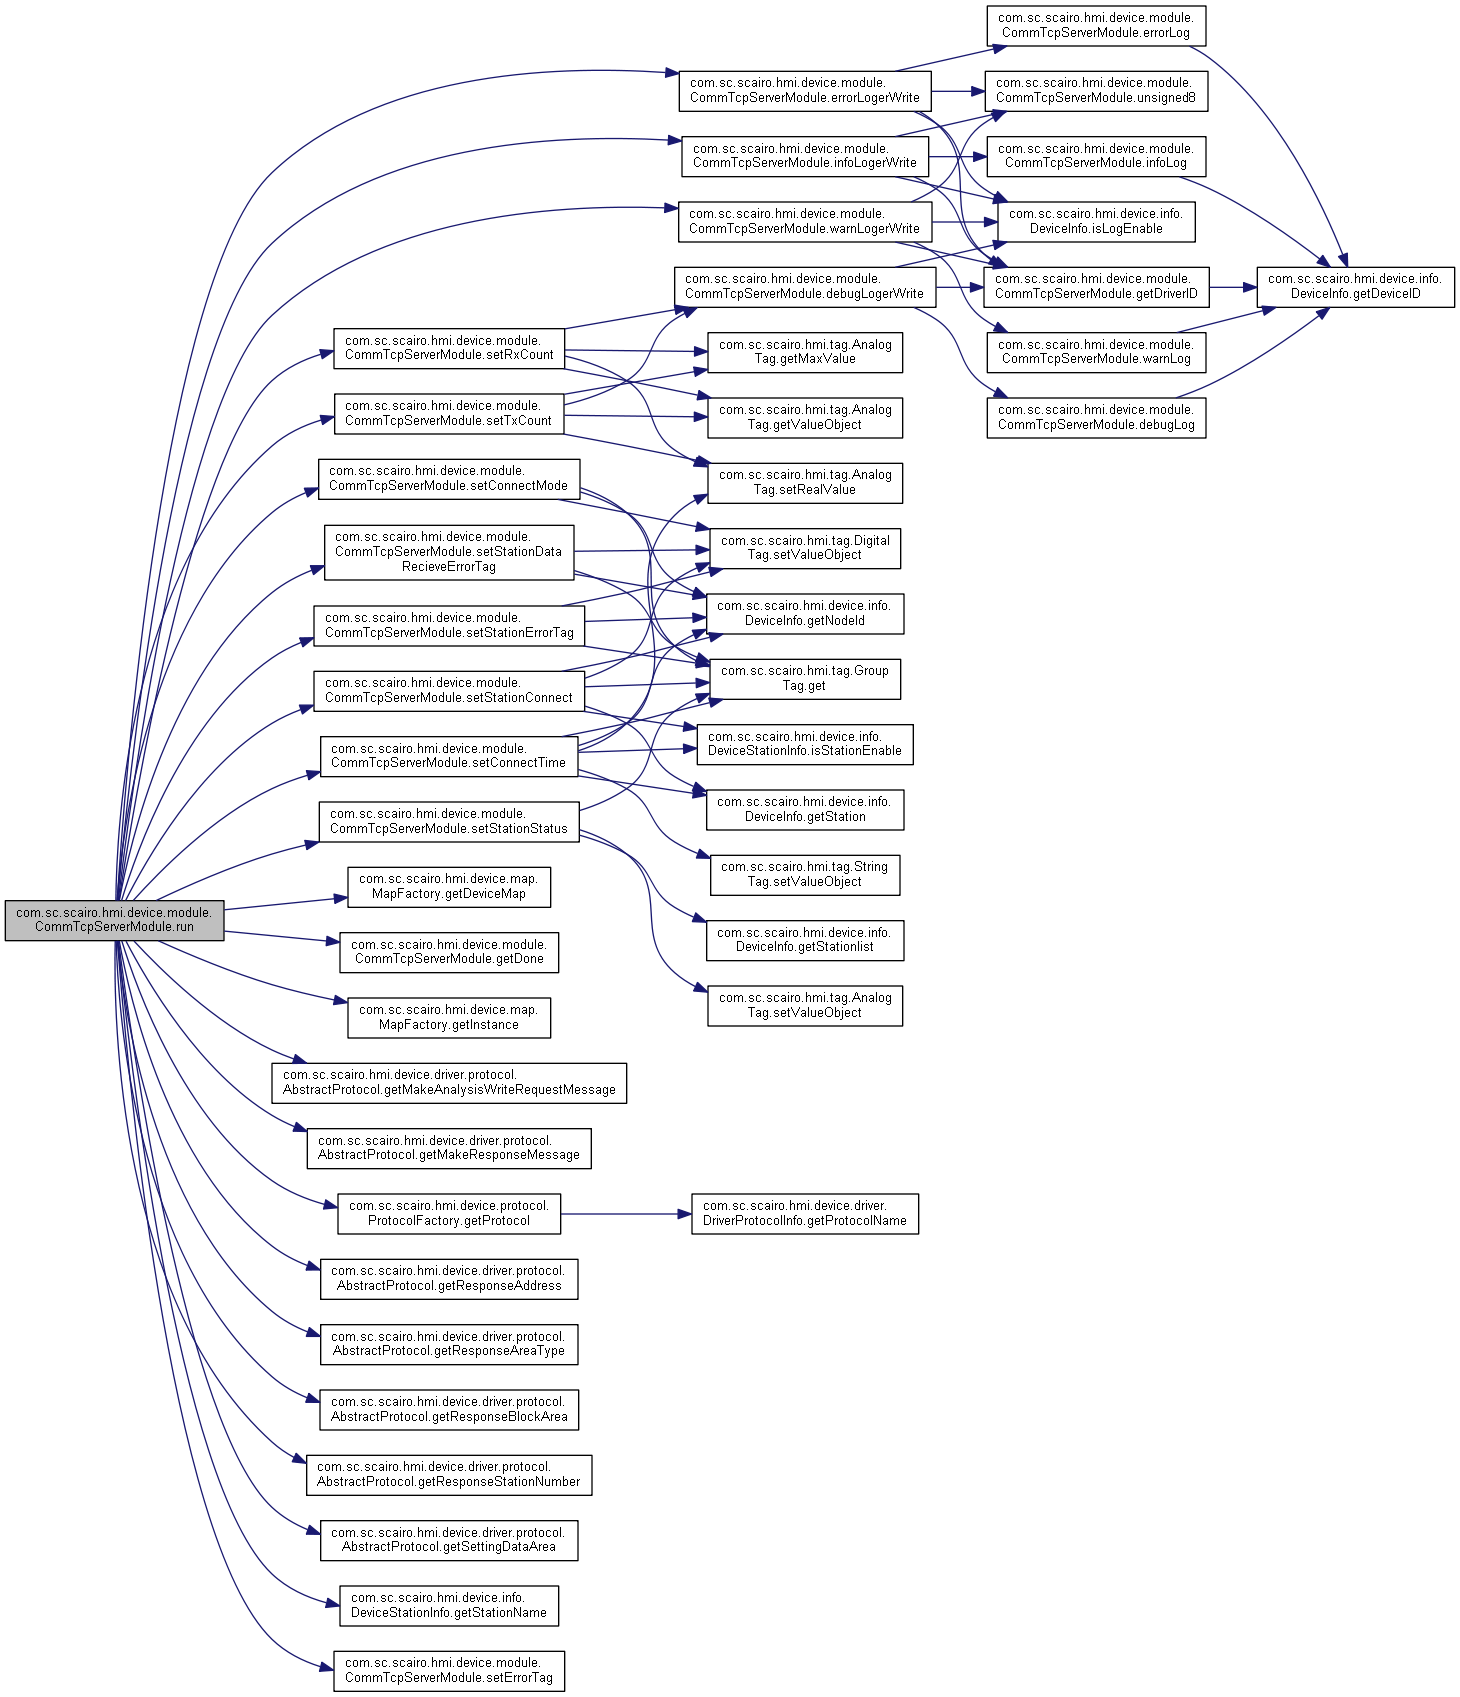 com.sc.scairo.hmi.device.module.
CommTcpServerModule.run
com.sc.scairo.hmi.device.module.
CommTcpServerModule.errorLogerWrite
com.sc.scairo.hmi.device.module.
CommTcpServerModule.infoLogerWrite
com.sc.scairo.hmi.device.module.
CommTcpServerModule.warnLogerWrite
com.sc.scairo.hmi.device.module.
CommTcpServerModule.debugLogerWrite
com.sc.scairo.hmi.device.module.
CommTcpServerModule.errorLog
com.sc.scairo.hmi.device.module.
CommTcpServerModule.unsigned8
com.sc.scairo.hmi.device.module.
CommTcpServerModule.infoLog
com.sc.scairo.hmi.device.info.
DeviceInfo.isLogEnable
com.sc.scairo.hmi.device.module.
CommTcpServerModule.getDriverID
com.sc.scairo.hmi.device.info.
DeviceInfo.getDeviceID
com.sc.scairo.hmi.device.module.
CommTcpServerModule.warnLog
com.sc.scairo.hmi.device.module.
CommTcpServerModule.debugLog
com.sc.scairo.hmi.device.module.
CommTcpServerModule.setRxCount
com.sc.scairo.hmi.device.module.
CommTcpServerModule.setTxCount
com.sc.scairo.hmi.device.module.
CommTcpServerModule.setConnectMode
com.sc.scairo.hmi.device.module.
CommTcpServerModule.setStationData
RecieveErrorTag
com.sc.scairo.hmi.device.module.
CommTcpServerModule.setStationErrorTag
com.sc.scairo.hmi.device.module.
CommTcpServerModule.setStationConnect
com.sc.scairo.hmi.device.module.
CommTcpServerModule.setConnectTime
com.sc.scairo.hmi.device.module.
CommTcpServerModule.setStationStatus
com.sc.scairo.hmi.tag.Analog
Tag.getMaxValue
com.sc.scairo.hmi.tag.Analog
Tag.getValueObject
com.sc.scairo.hmi.tag.Analog
Tag.setRealValue
com.sc.scairo.hmi.tag.Digital
Tag.setValueObject
com.sc.scairo.hmi.device.info.
DeviceInfo.getNodeId
com.sc.scairo.hmi.tag.Group
Tag.get
com.sc.scairo.hmi.device.info.
DeviceStationInfo.isStationEnable
com.sc.scairo.hmi.device.info.
DeviceInfo.getStation
com.sc.scairo.hmi.tag.String
Tag.setValueObject
com.sc.scairo.hmi.device.info.
DeviceInfo.getStationlist
com.sc.scairo.hmi.tag.Analog
Tag.setValueObject
com.sc.scairo.hmi.device.map.
MapFactory.getDeviceMap
com.sc.scairo.hmi.device.module.
CommTcpServerModule.getDone
com.sc.scairo.hmi.device.map.
MapFactory.getInstance
com.sc.scairo.hmi.device.driver.protocol.
AbstractProtocol.getMakeAnalysisWriteRequestMessage
com.sc.scairo.hmi.device.driver.protocol.
AbstractProtocol.getMakeResponseMessage
com.sc.scairo.hmi.device.protocol.
ProtocolFactory.getProtocol
com.sc.scairo.hmi.device.driver.
DriverProtocolInfo.getProtocolName
com.sc.scairo.hmi.device.driver.protocol.
AbstractProtocol.getResponseAddress
com.sc.scairo.hmi.device.driver.protocol.
AbstractProtocol.getResponseAreaType
com.sc.scairo.hmi.device.driver.protocol.
AbstractProtocol.getResponseBlockArea
com.sc.scairo.hmi.device.driver.protocol.
AbstractProtocol.getResponseStationNumber
com.sc.scairo.hmi.device.driver.protocol.
AbstractProtocol.getSettingDataArea
com.sc.scairo.hmi.device.info.
DeviceStationInfo.getStationName
com.sc.scairo.hmi.device.module.
CommTcpServerModule.setErrorTag